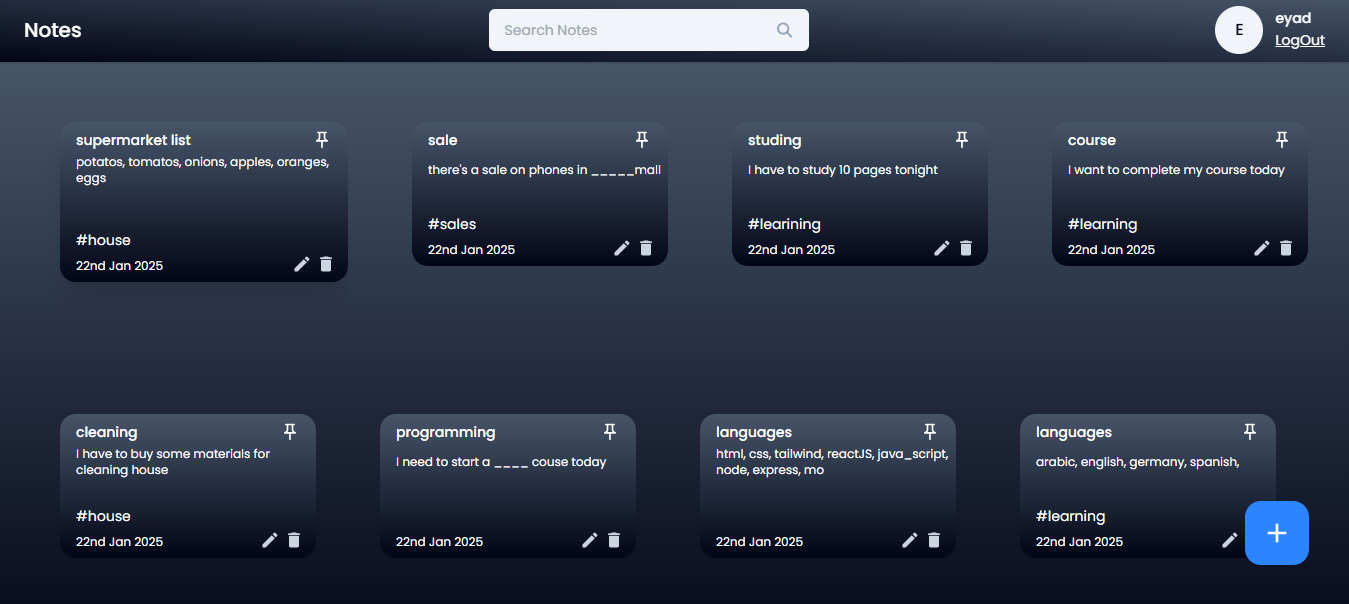 Notes
Search Notes
E
eyad
LogOut
supermarket list
potatos, tomatos, onions, apples, oranges,
eggs
#house
22nd Jan 2025
sale
there's a sale on phones in _____mall
#sales
22nd Jan 2025
studing
I have to study 10 pages tonight
#learining
22nd Jan 2025
course
I want to complete my course today
#learning
22nd Jan 2025
cleaning
I have to buy some materials for
cleaning house
#house
22nd Jan 2025
programming
I need to start a ____ couse today
22nd Jan 2025
languages
html, css, tailwind, reactJS, java_script,
node, express, mo
22nd Jan 2025
languages
arabic, english, germany, spanish,
#learning
22nd Jan 2025